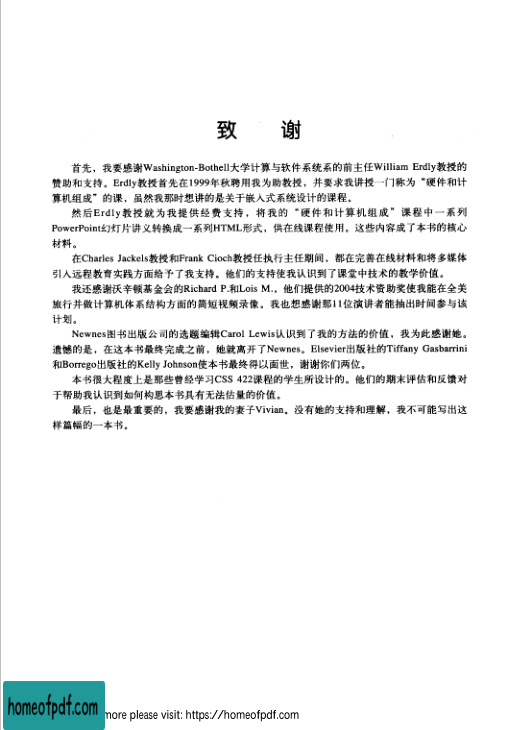 致 谢
首先，我要感谢Washington-Bothell大学计算与软件系统系的前主任William Erdly教授的
赞助和支持。Erdly教授首先在1999年秋聘用我为助教授，并要求我讲授一门称为“硬件和计
算机组成”的课，虽然我那时想讲的是关于嵌入式系统设计的课程。
然后Erdly教授就为我提供经费支持，将我的“硬件和计算机组成”课程中一系列
PowerPoint幻灯片讲义转换成一系列HTML形式，供在线课程使用。这些内容成了本书的核心
材料。
在Charles Jackels教授和Frank Cioch教授任执行主任期间，都在完善在线材料和将多媒体
引入远程教育实践方面给予了我支持。他们的支持使我认识到了课堂中技术的教学价值。
我还感谢沃辛顿基金会的Richard P.和Lois M.，他们提供的2004技术资助奖使我能在全美
旅行并做计算机体系结构方面的简短视频录像。我也想感谢那11位演讲者能抽出时间参与该
计划。
Newnes图书出版公司的选题编辑Carol Lewis认识到了我的方法的价值，我为此感谢她。
遗憾的是，在这本书最终完成之前，她就离开了Newnes。Elsevier出版社的Tiffany Gasbarrini
和Borrego出版社的Kelly Johnson使本书最终得以面世，谢谢你们两位。
本书很大程度上是那些曾经学习CSS 422课程的学生所设计的。他们的期末评估和反馈对
于帮助我认识到如何构思本书具有无法估量的价值。
最后，也是最重要的，我要感谢我的妻子Vivian。没有她的支持和理解，我不可能写出这
样篇幅的一本书。
homeofpdf.com
more please visit: https://homeofpdf.com